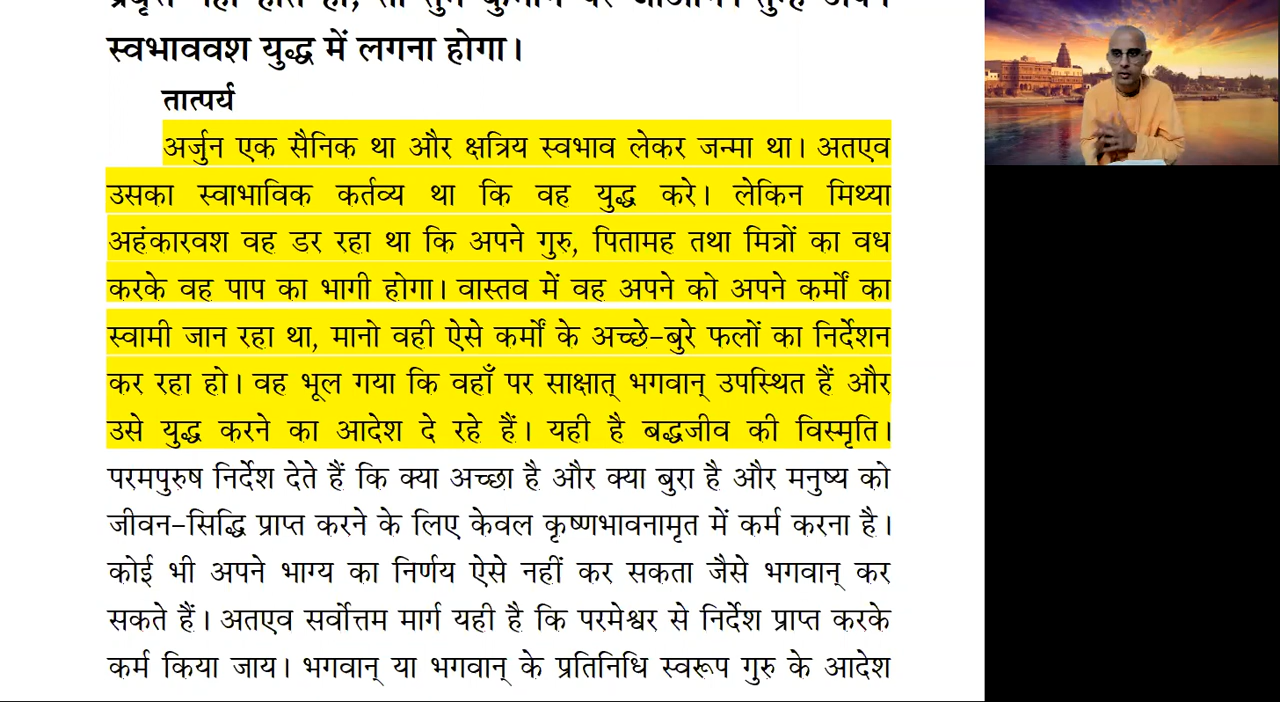 स्वभाववश युद्ध में लगना होगा।
तात्पर्य
अर्जुन एक सैनिक था और क्षत्रिय स्वभाव लेकर जन्मा था। अतएव
उसका स्वाभाविक कर्तव्य था कि वह युद्ध करे। लेकिन मिथ्या
अहंकारवश वह डर रहा था कि अपने गुरु, पितामह तथा मित्रों का वध
करके वह पाप का भागी होगा। वास्तव में वह अपने को अपने कर्मों का
स्वामी जान रहा था, मानो वही ऐसे कर्मों के अच्छे-बुरे फलों का निर्देशन
कर रहा हो। वह भूल गया कि वहाँ पर साक्षात् भगवान् उपस्थित हैं और
उसे युद्ध करने का आदेश दे रहे हैं। यही है बद्धजीव की विस्मृति।
परमपुरुष निर्देश देते हैं कि क्या अच्छा है और क्या बुरा है और मनुष्य को
जीवन-सिद्धि प्राप्त करने के लिए केवल कृष्णभावनामृत में कर्म करना है।
कोई भी अपने भाग्य का निर्णय ऐसे नहीं कर सकता जैसे भगवान् कर
सकते हैं। अतएव सर्वोत्तम मार्ग यही है कि परमेश्वर से निर्देश प्राप्त करके
कर्म किया जाय। भगवान् या भगवान् के प्रतिनिधि स्वरूप गुरु के आदेश